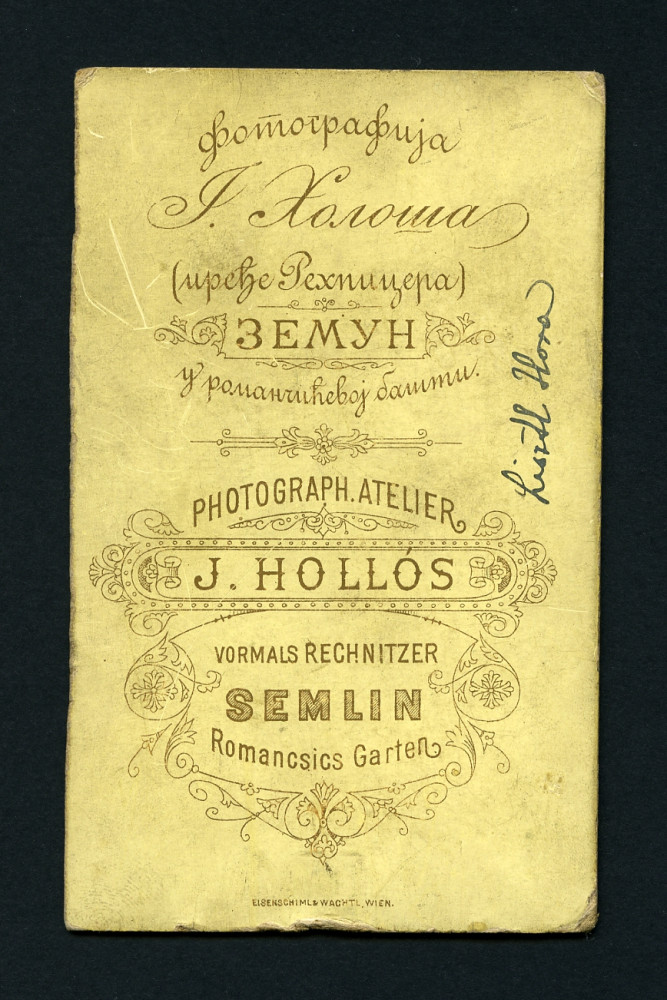 фотографија
Ј. Холоша
(пређе Рехницера)
ЗЕМУН
у романчићевој башти.
PHOTOGRAPH. ATELIER
J. HOLLÓS
VORMALS RECHNITZER
SEMLIN
Romancsics Garten
EISENSCHIML & WACHTL, WIEN.